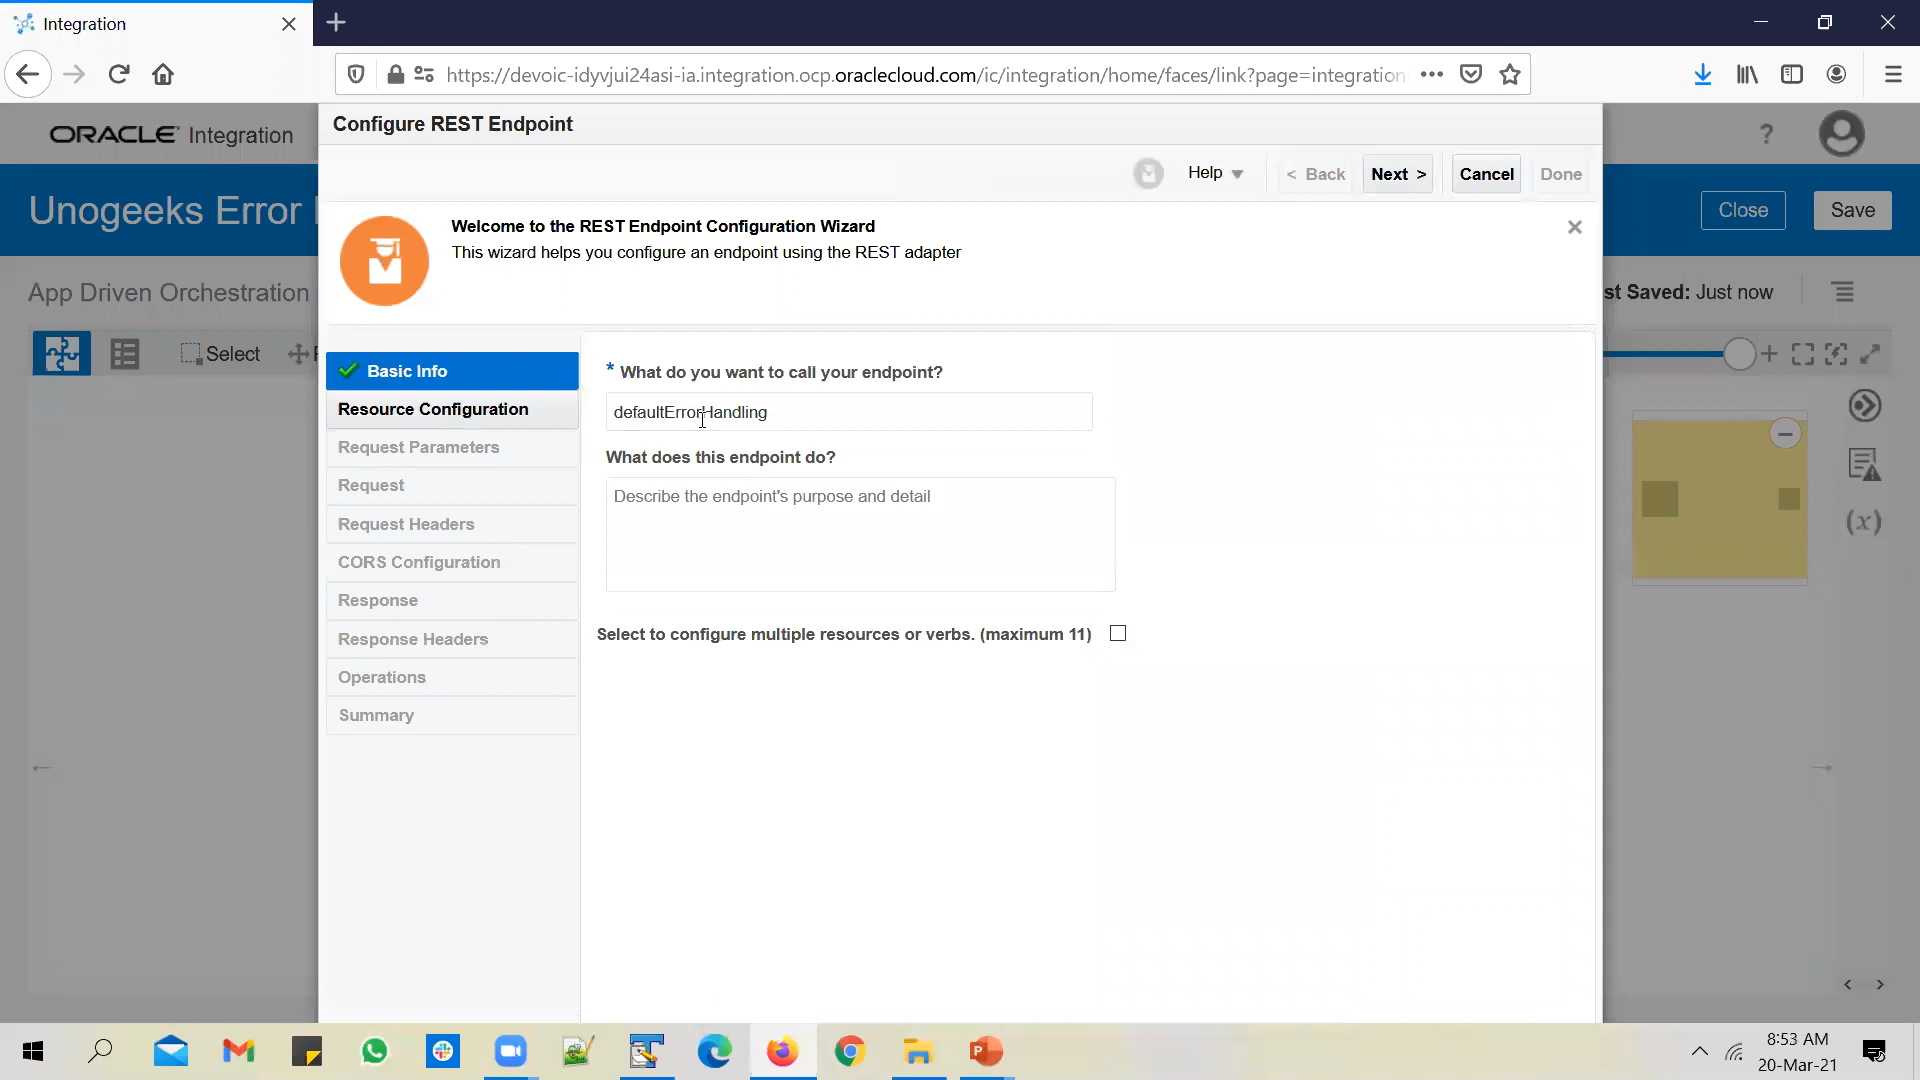 Integration
https://devoic-idyvjui24asi-ia.integration.ocp.oraclecloud.com/ic/integration/home/faces/link?page=integration
Configure REST Endpoint
ORACLE Integration
?
Help
< Back
Next >
Cancel
Done
Unogeeks Error
Close
Save
Welcome to the REST Endpoint Configuration Wizard
This wizard helps you configure an endpoint using the REST adapter
App Driven Orchestration
st Saved: Just now
Select
Basic Info
Resource Configuration
Request Parameters
Request
Request Headers
CORS Configuration
Response
Response Headers
Operations
Summary
* What do you want to call your endpoint?
defaultErrorHandling
What does this endpoint do?
Describe the endpoint's purpose and detail
Select to configure multiple resources or verbs. (maximum 11)
(x)
8:53 AM
20-Mar-21